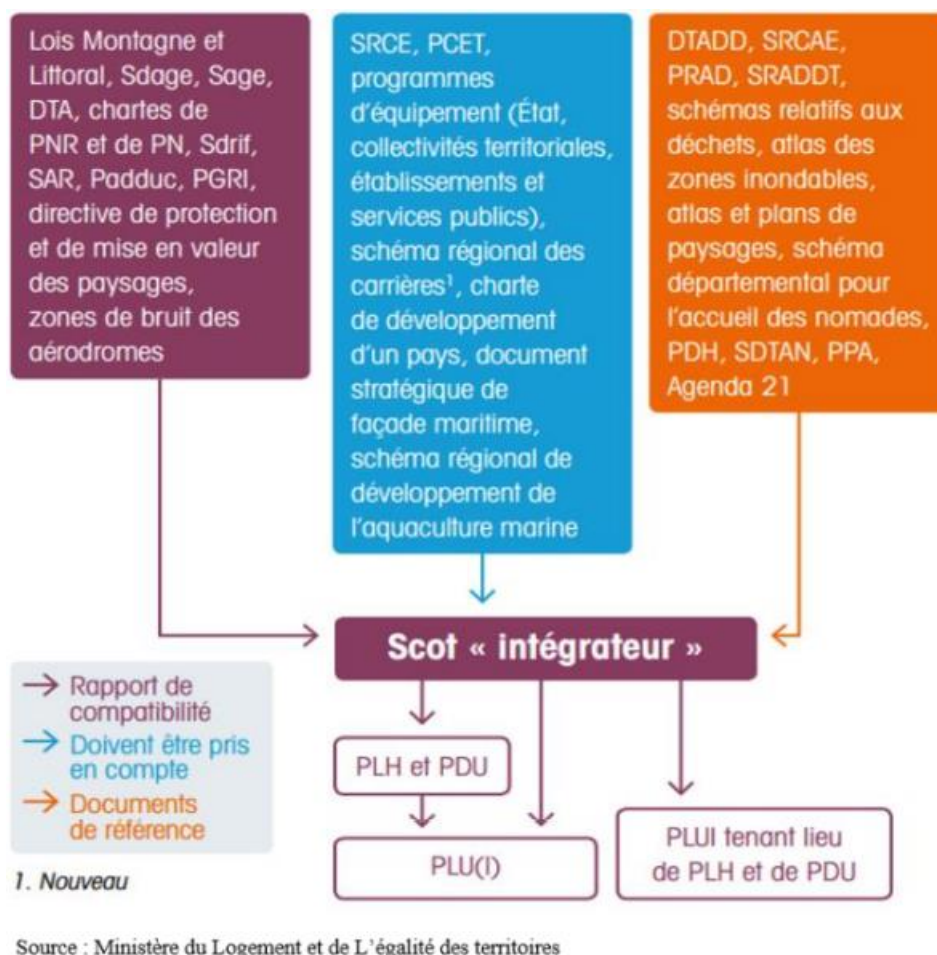 Lois Montagne et
Littoral, Sdage, Sage,
DTA, chartes de
PNR et de PN, Sdrif,
SAR, Padduc, PGRI,
directive de protection
et de mise en valeur
des paysages,
zones de bruit des
aérodromes
SRCE, PCET,
programmes
d'équipement (État,
collectivités territoriales,
établissements et
services publics),
schéma régional des
carrières¹, charte
de développement
d'un pays, document
stratégique de
façade maritime,
schéma régional de
développement de
l'aquaculture marine
DTADD, SRCAE,
PRAD, SRADDT,
schémas relatifs aux
déchets, atlas des
zones inondables,
atlas et plans de
paysages, schéma
départemental pour
l'accueil des nomades,
PDH, SDTAN, PPA,
Agenda 21
Scot « intégrateur »
Rapport de
compatibilité
Doivent être pris
en compte
Documents
de référence
1. Nouveau
PLH et PDU
PLU(I)
PLUI tenant lieu
de PLH et de PDU
Source : Ministère du Logement et de L'égalité des territoires